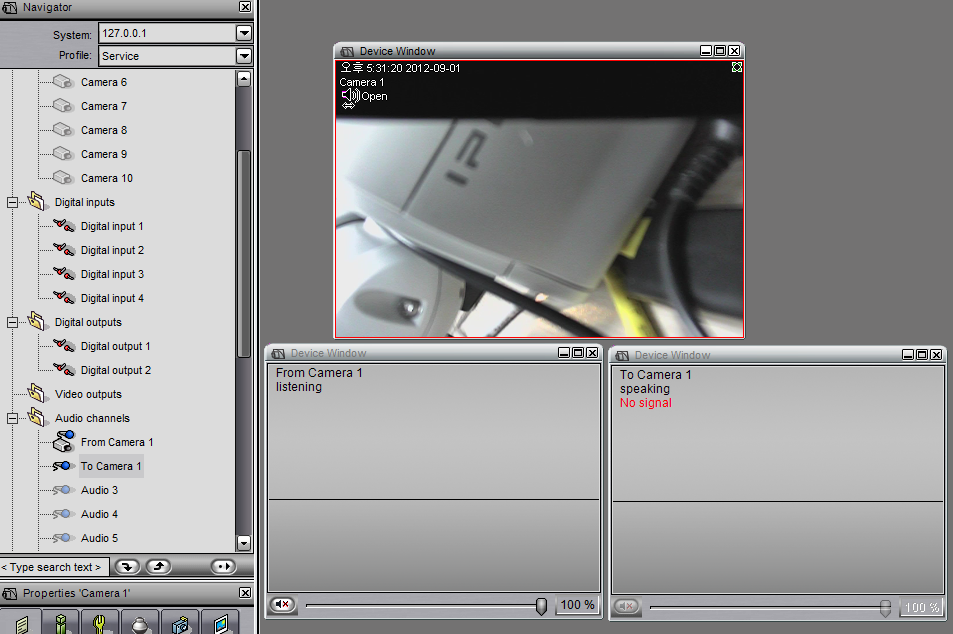 Navigator
System: 127.0.0.1
Profile: Service
Camera 6
Camera 7
Camera 8
Camera 9
Camera 10
Digital inputs
Digital input 1
Digital input 2
Digital input 3
Digital input 4
Digital outputs
Digital output 1
Digital output 2
Video outputs
Audio channels
From Camera 1
To Camera 1
Audio 3
Audio 4
Audio 5
< Type search text >
Properties 'Camera 1'
Device Window
오후 5:31:20 2012-09-01
Camera 1
Open
Device Window
From Camera 1
listening
100 %
Device Window
To Camera 1
speaking
No signal
100 %